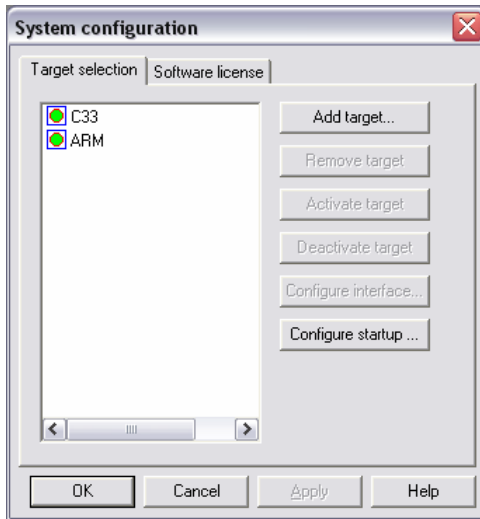 System configuration
Target selection
Software license
C33
ARM
Add target...
Remove target
Activate target
Deactivate target
Configure interface...
Configure startup ...
OK
Cancel
Apply
Help